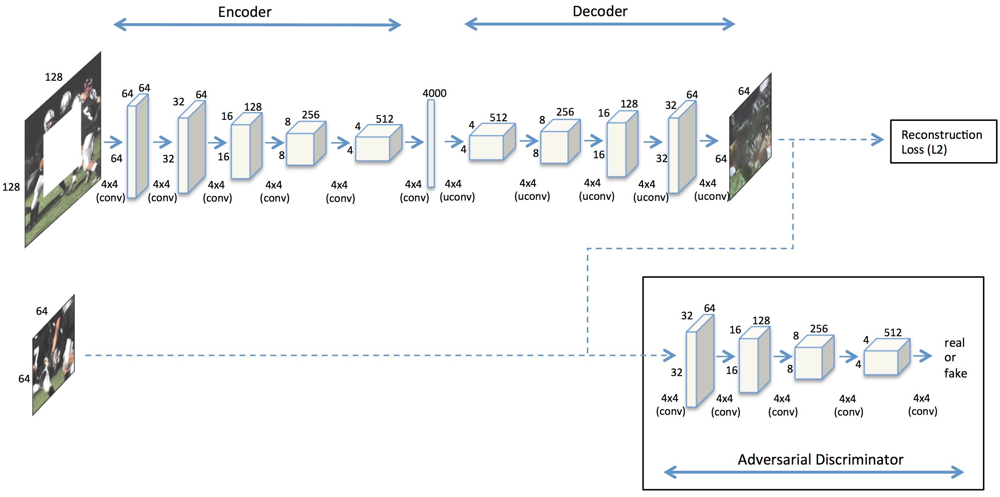 Encoder
Decoder
128
128
64
64
64
32
64
32
16
128
16
8
256
8
4
512
4
4000
4
512
4
8
256
8
16
128
16
32
64
32
64
64
4x4
(conv)
4x4
(conv)
4x4
(conv)
4x4
(conv)
4x4
(conv)
4x4
(conv)
4x4
(uconv)
4x4
(uconv)
4x4
(uconv)
4x4
(uconv)
4x4
(uconv)
Reconstruction
Loss (L2)
64
64
32
64
32
16
128
16
8
256
8
4
512
4
real
or
fake
4x4
(conv)
4x4
(conv)
4x4
(conv)
4x4
(conv)
4x4
(conv)
Adversarial Discriminator